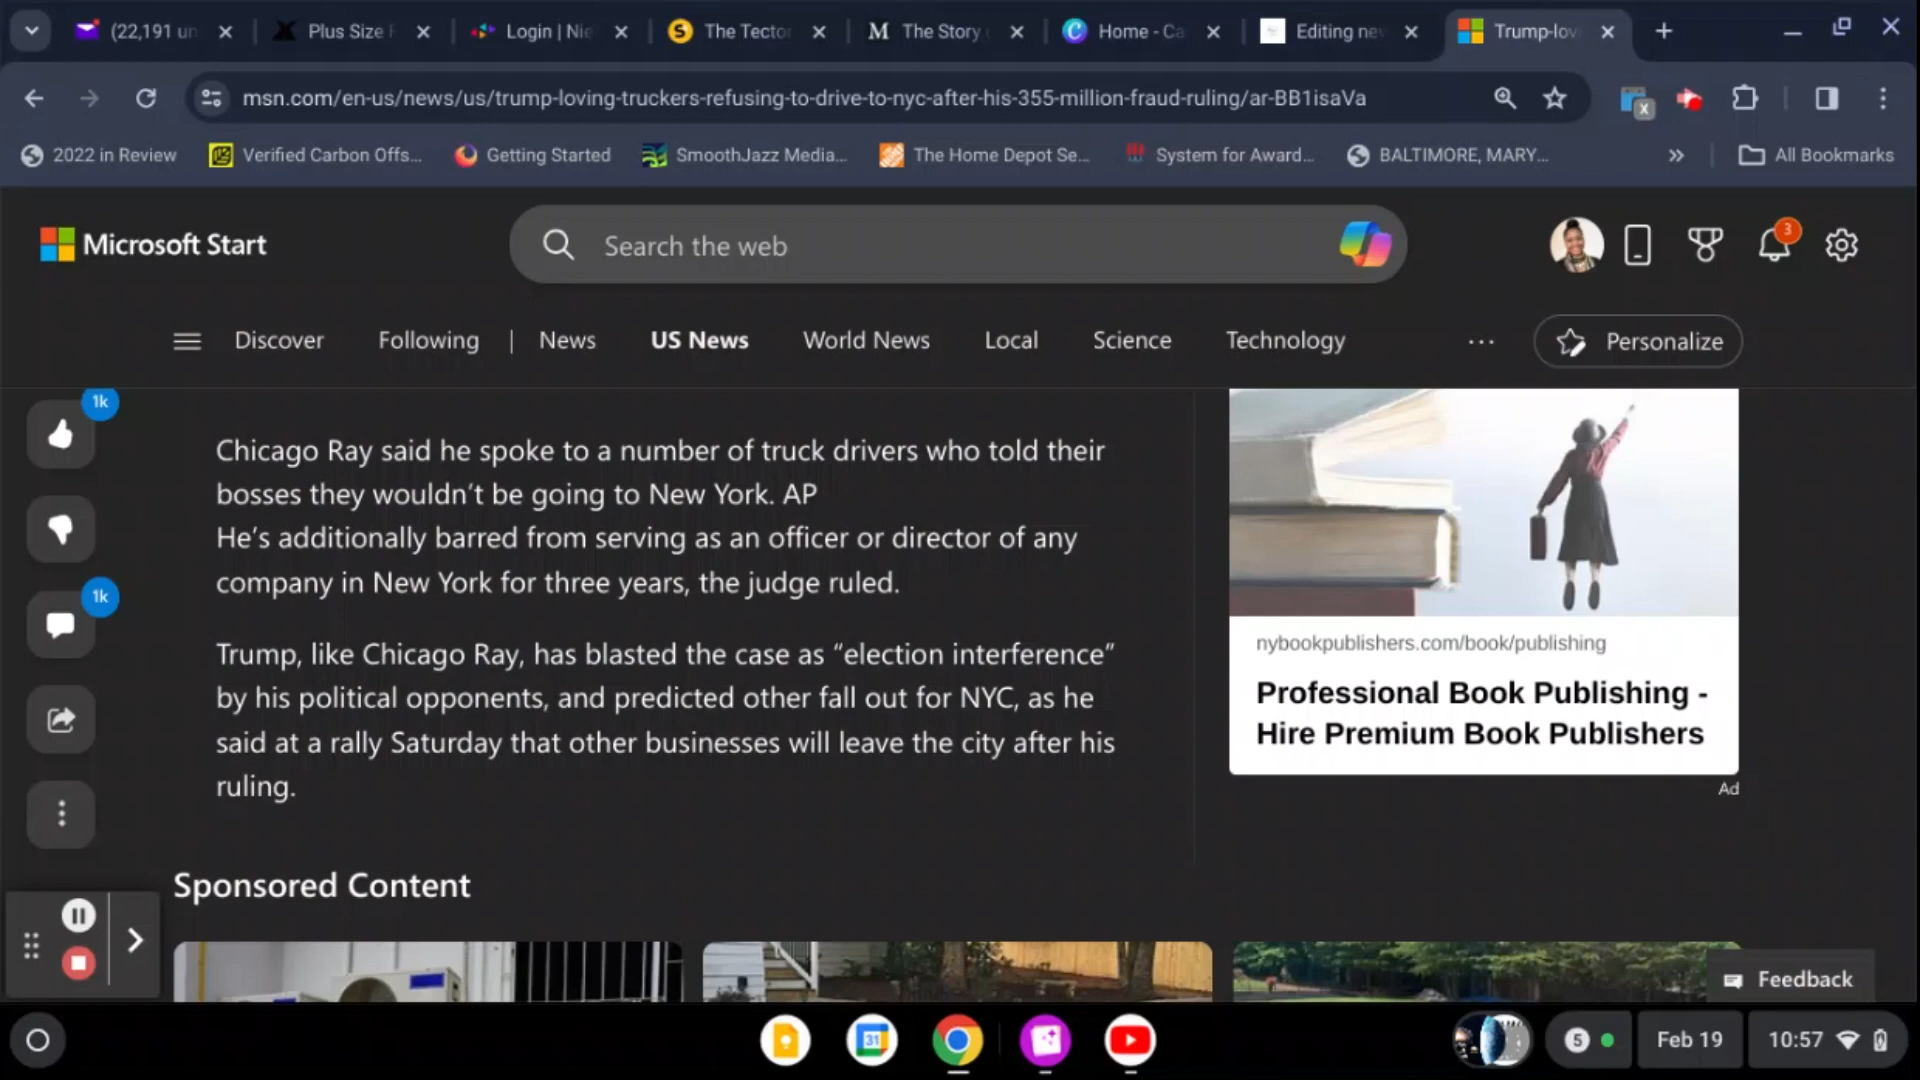 (22,191 un
Plus Size F
Login | Nie
The Tector
The Story
Home - Ca
Editing nev
Trump-lov
msn.com/en-us/news/us/trump-loving-truckers-refusing-to-drive-to-nyc-after-his-355-million-fraud-ruling/ar-BB1isaVa
X
2022 in Review
Verified Carbon Offs...
Getting Started
SmoothJazz Media...
The Home Depot Se...
System for Award...
BALTIMORE, MARY...
All Bookmarks
Microsoft Start
Search the web
3
Discover
Following
News
US News
World News
Local
Science
Technology
Personalize
1k
1k
Chicago Ray said he spoke to a number of truck drivers who told their
bosses they wouldn't be going to New York. AP
He's additionally barred from serving as an officer or director of any
company in New York for three years, the judge ruled.
Trump, like Chicago Ray, has blasted the case as “election interference”
by his political opponents, and predicted other fall out for NYC, as he
said at a rally Saturday that other businesses will leave the city after his
ruling.
nybookpublishers.com/book/publishing
Professional Book Publishing -
Hire Premium Book Publishers
Ad
Sponsored Content
Feedback
31
5
Feb 19
10:57